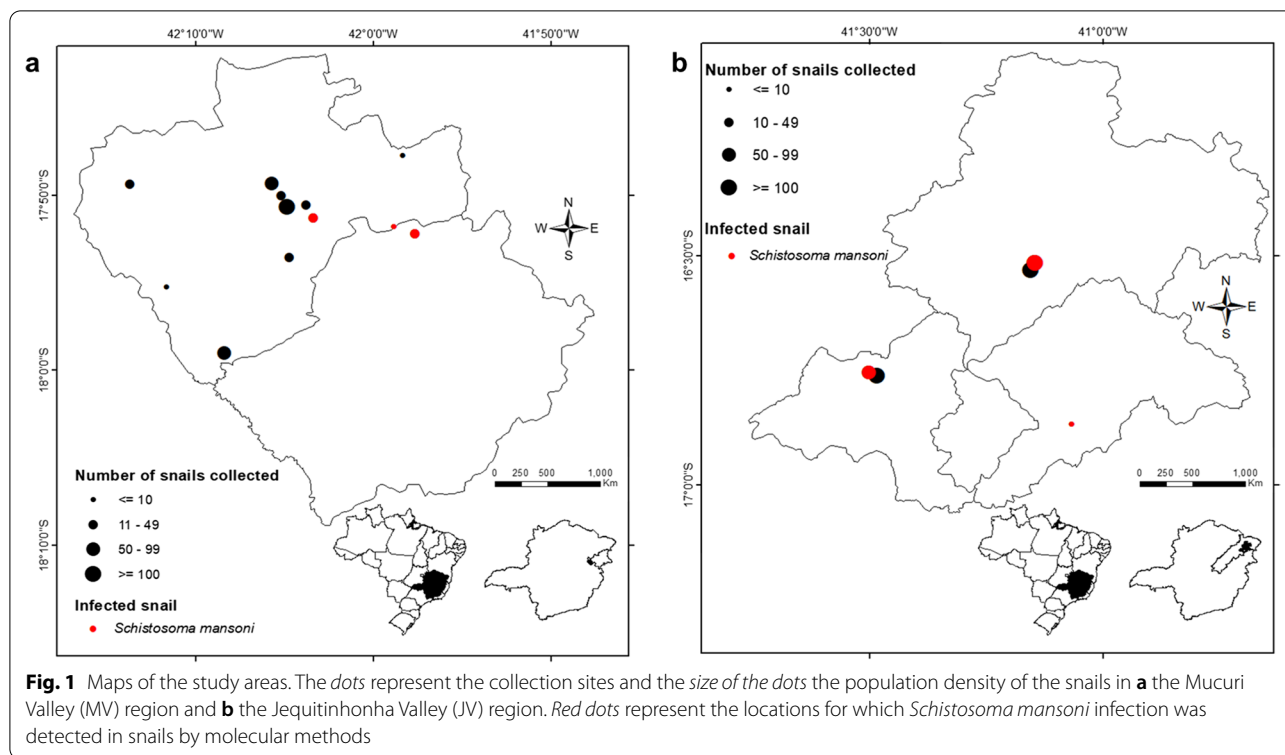 42°10'0"W 42°0'0"W 41°50'0"W
a
17°50'0"S
18°0'0"S
18°10'0"S
N
W E
S
Number of snails collected
<= 10
11 - 49
50 - 99
>= 100
Infected snail
Schistosoma mansoni
0 250 500 1,000
Km
41°30'0"W 41°0'0"W
b
Number of snails collected
<= 10
10 - 49
50 - 99
>= 100
Infected snail
Schistosoma mansoni
16°30'0"S
17°0'0"S
N
W E
S
0 250 500 1,000
Km
Fig. 1 Maps of the study areas. The dots represent the collection sites and the size of the dots the population density of the snails in a the Mucuri
Valley (MV) region and b the Jequitinhonha Valley (JV) region. Red dots represent the locations for which Schistosoma mansoni infection was
detected in snails by molecular methods